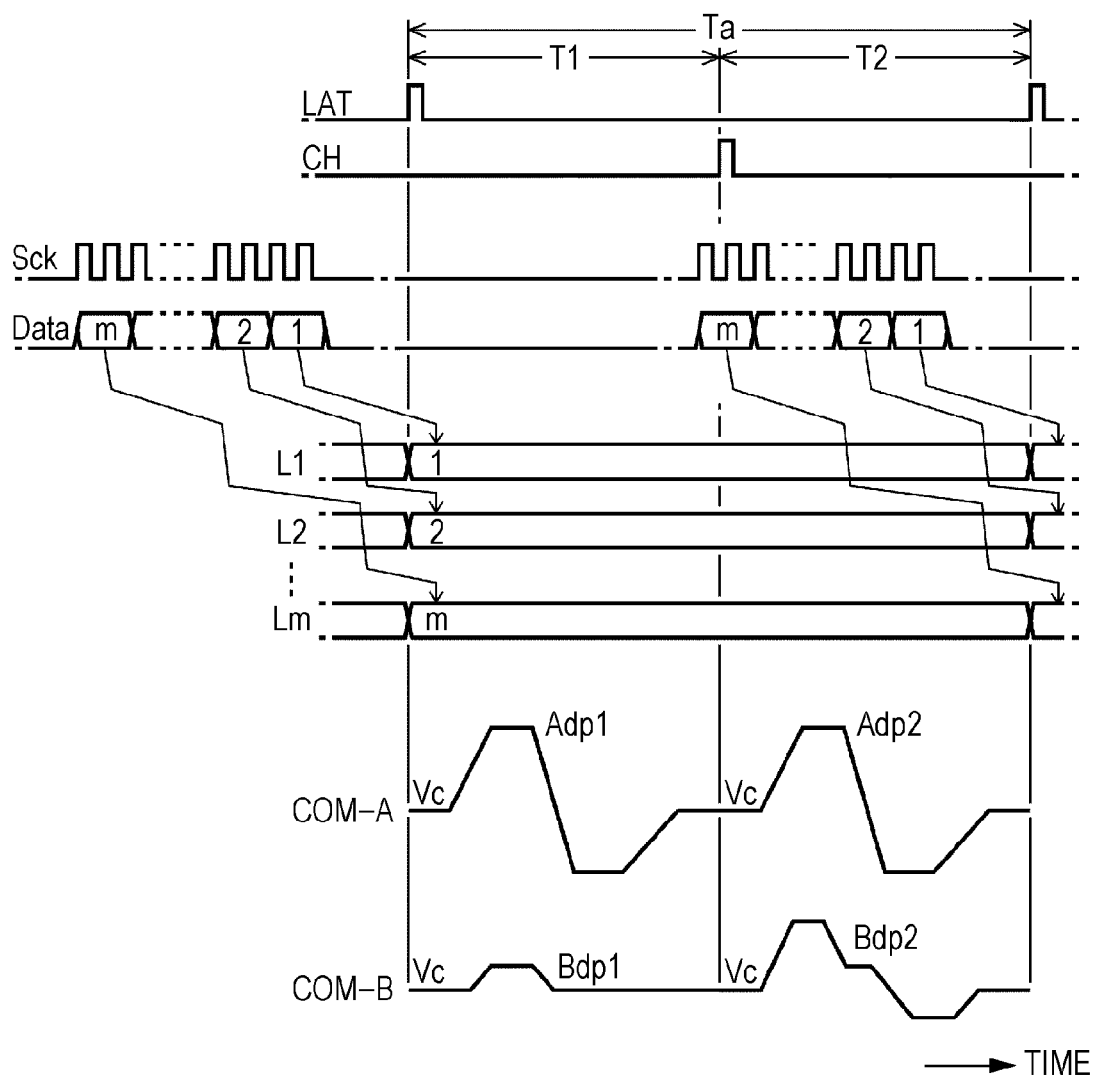 Ta
T1 T2
LAT
CH
Sck
Data m 2 1 m 2 1
L1 1
L2 2
Lm m
Adp1 Adp2
Vc Vc
COM-A
Bdp1 Bdp2
Vc Vc
COM-B
TIME